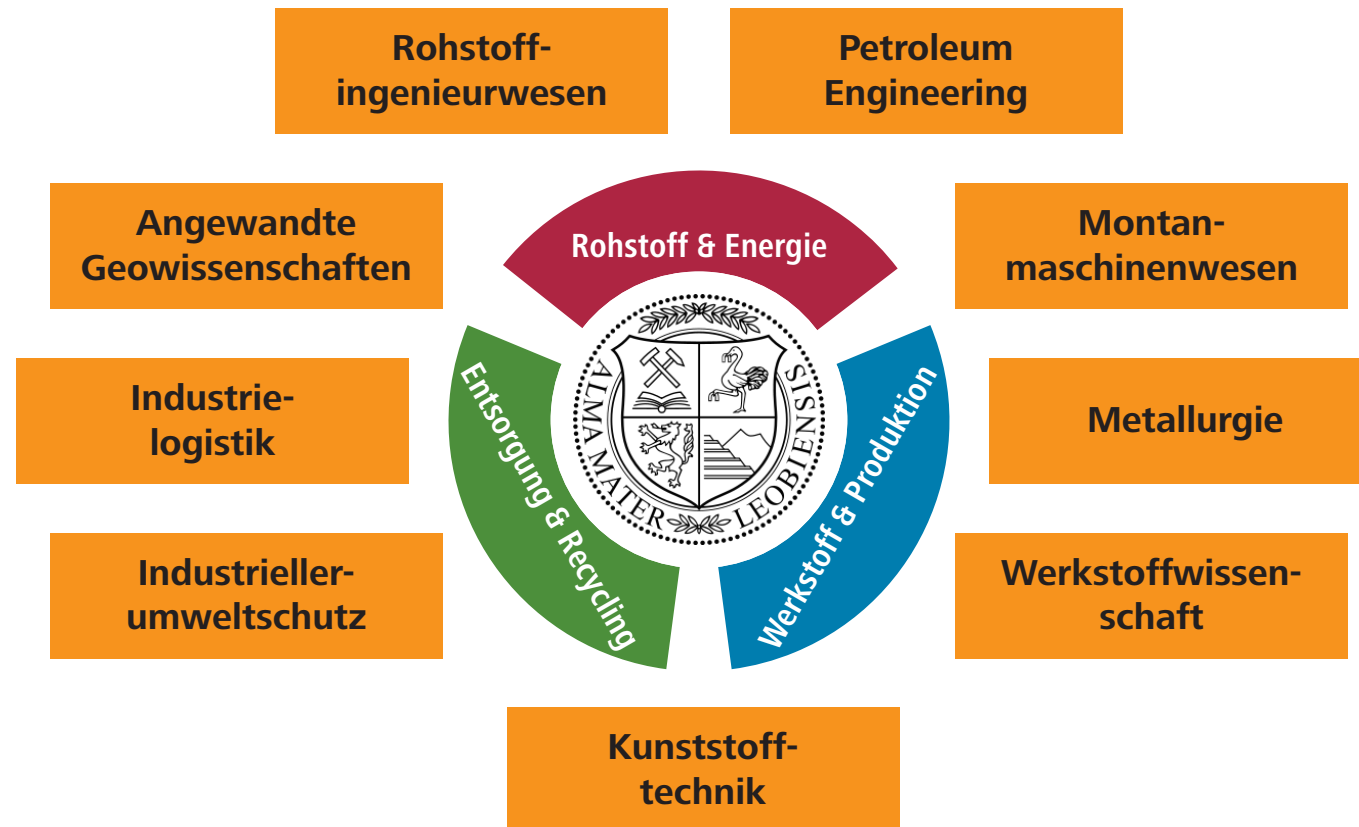 Rohstoff-
ingenieurwesen
Petroleum
Engineering
Angewandte
Geowissenschaften
Rohstoff & Energie
Montan-
maschinenwesen
Industrie-
logistik
Entsorgung & Recycling
ALMA MATER LEOBIENSIS
Werkstoff & Produktion
Metallurgie
Industrieller-
umweltschutz
Werkstoffwissen-
schaft
Kunststoff-
technik